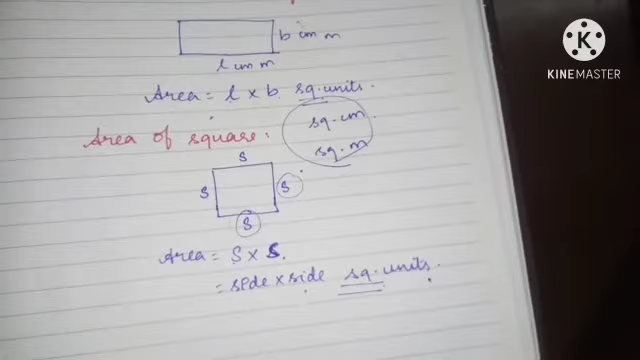 b cm m
l cm m
Area = l × b. sq. units.
sq. cm
sq. m
Area of square:
s
s
s
s
Area = S × S.
= side × side sq. units.
K
KINEMASTER